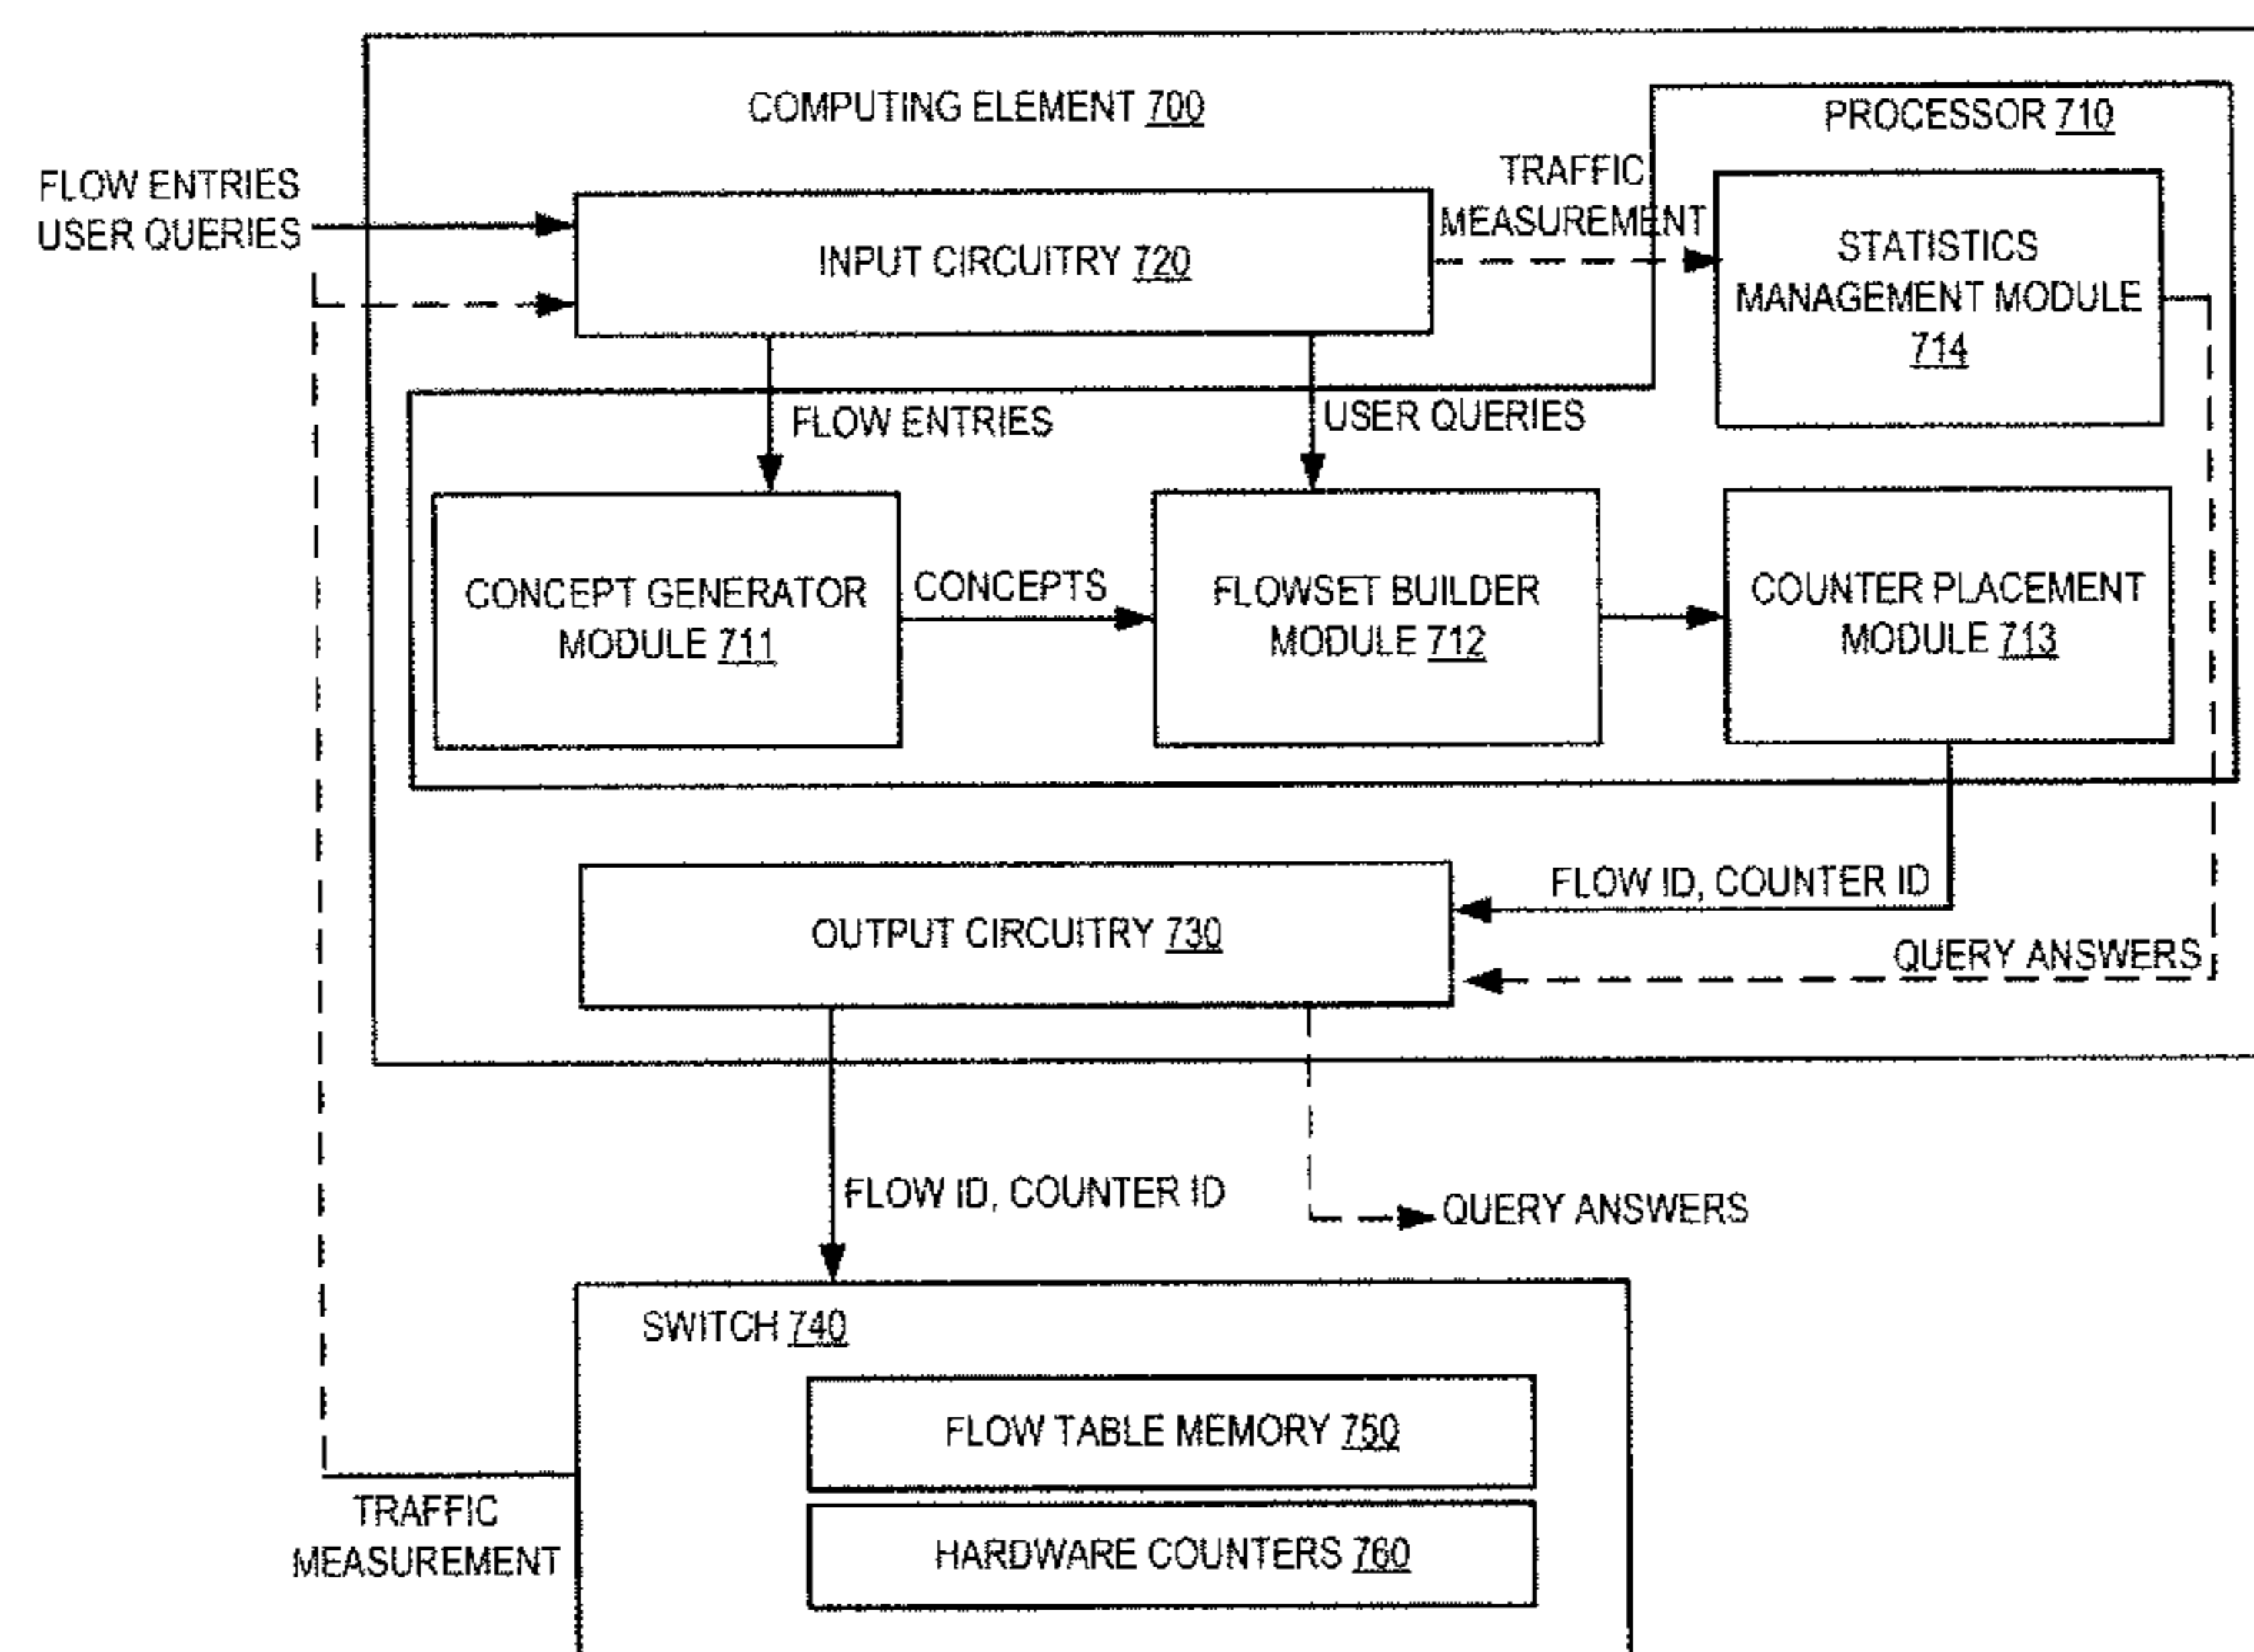 COMPUTING ELEMENT 700
PROCESSOR 710
FLOW ENTRIES
USER QUERIES
INPUT CIRCUITRY 720
TRAFFIC
MEASUREMENT
STATISTICS
MANAGEMENT MODULE
714
FLOW ENTRIES
USER QUERIES
CONCEPT GENERATOR
MODULE 711
CONCEPTS
FLOWSET BUILDER
MODULE 712
COUNTER PLACEMENT
MODULE 713
FLOW ID, COUNTER ID
OUTPUT CIRCUITRY 730
QUERY ANSWERS
FLOW ID, COUNTER ID
QUERY ANSWERS
SWITCH 740
FLOW TABLE MEMORY 750
TRAFFIC
MEASUREMENT
HARDWARE COUNTERS 760